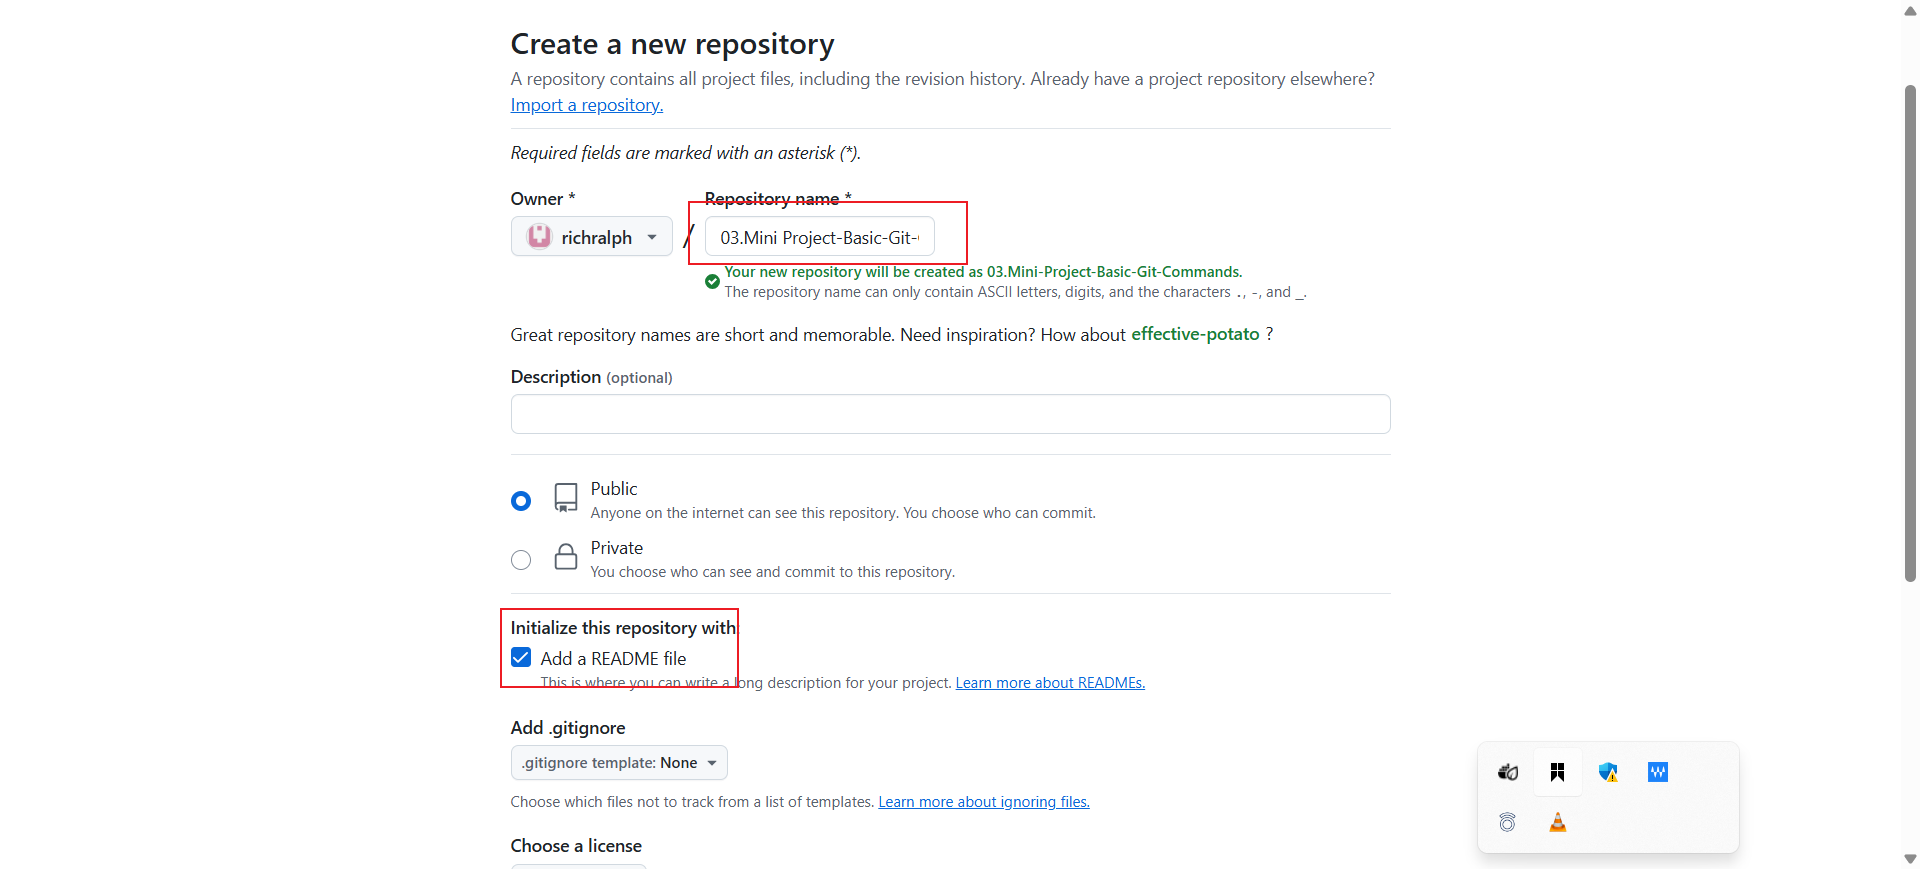 Create a new repository
A repository contains all project files, including the revision history. Already have a project repository elsewhere?
Import a repository.
Required fields are marked with an asterisk (*).
Owner *
Repository name *
richralph
/
03.Mini Project-Basic-Git-
Your new repository will be created as 03.Mini-Project-Basic-Git-Commands.
The repository name can only contain ASCII letters, digits, and the characters ., -, and _.
Great repository names are short and memorable. Need inspiration? How about effective-potato ?
Description (optional)
Public
Anyone on the internet can see this repository. You choose who can commit.
Private
You choose who can see and commit to this repository.
Initialize this repository with
Add a README file
This is where you can write a long description for your project. Learn more about READMEs.
Add .gitignore
.gitignore template: None
Choose which files not to track from a list of templates. Learn more about ignoring files.
Choose a license